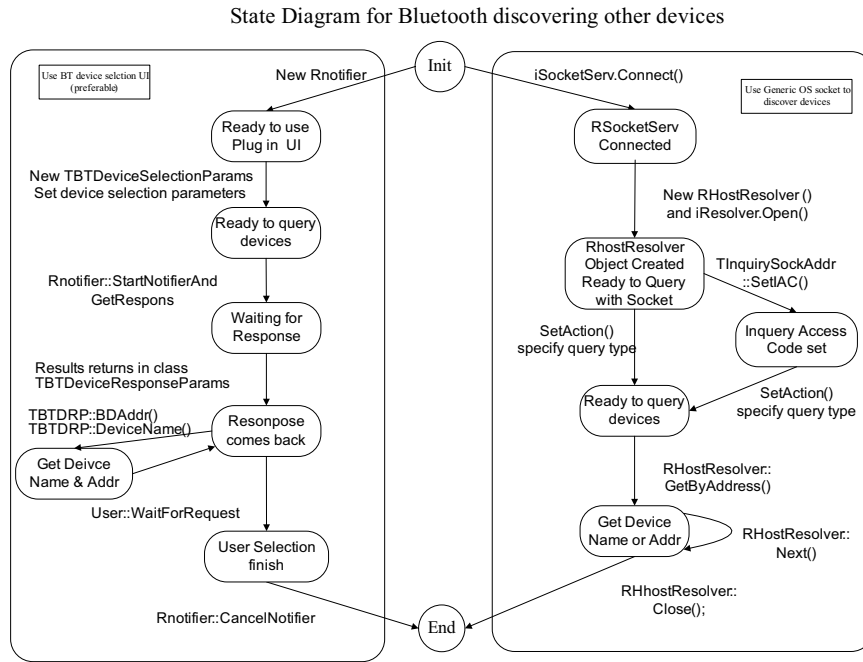 State Diagram for Bluetooth discovering other devices
Init
Use BT device selction UI
(preferable)
New Rnotifier
Ready to use
Plug in UI
New TBTDeviceSelectionParams
Set device selection parameters
Ready to query
devices
Rnotifier::StartNotifierAnd
GetRespons
Waiting for
Response
Results returns in class
TBTDeviceResponseParams
TBTDRP::BDAddr()
TBTDRP::DeviceName()
Resonpose
comes back
Get Deivce
Name & Addr
User::WaitForRequest
User Selection
finish
Rnotifier::CancelNotifier
iSocketServ.Connect()
Use Generic OS socket to
discover devices
RSocketServ
Connected
New RHostResolver ()
and iResolver.Open()
RhostResolver
Object Created
Ready to Query
with Socket
TInquirySockAddr
::SetIAC()
SetAction()
specify query type
Inquery Access
Code set
SetAction()
specify query type
Ready to query
devices
RHostResolver::
GetByAddress()
Get Device
Name or Addr
RHostResolver::
Next()
RHhostResolver::
Close();
End